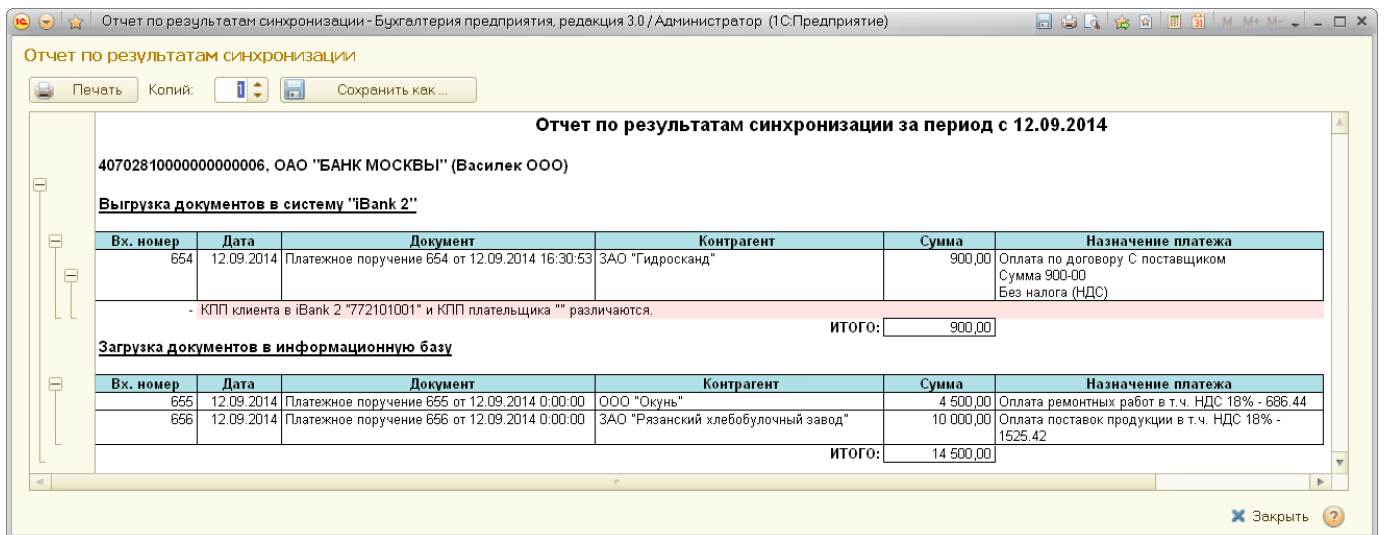 Отчет по результатам синхронизации - Бухгалтерия предприятия, редакция 3.0 / Администратор (1С:Предприятие) M M+ M-
Отчет по результатам синхронизации
Печать Копий: 1 Сохранить как ...
Отчет по результатам синхронизации за период с 12.09.2014
40702810000000000006, ОАО "БАНК МОСКВЫ" (Василек ООО)
Выгрузка документов в систему "iBank 2"
Вх. номер Дата Документ Контрагент Сумма Назначение платежа
654 12.09.2014 Платежное поручение 654 от 12.09.2014 16:30:53 ЗАО "Гидросканд" 900,00 Оплата по договору С поставщиком
Сумма 900-00
Без налога (НДС)
- КПП клиента в iBank 2 "772101001" и КПП плательщика "" различаются.
ИТОГО: 900,00
Загрузка документов в информационную базу
Вх. номер Дата Документ Контрагент Сумма Назначение платежа
655 12.09.2014 Платежное поручение 655 от 12.09.2014 0:00:00 ООО "Окунь" 4 500,00 Оплата ремонтных работ в т.ч. НДС 18% - 686.44
656 12.09.2014 Платежное поручение 656 от 12.09.2014 0:00:00 ЗАО "Рязанский хлебобулочный завод" 10 000,00 Оплата поставок продукции в т.ч. НДС 18% -
1525.42
ИТОГО: 14 500,00
Закрыть ?